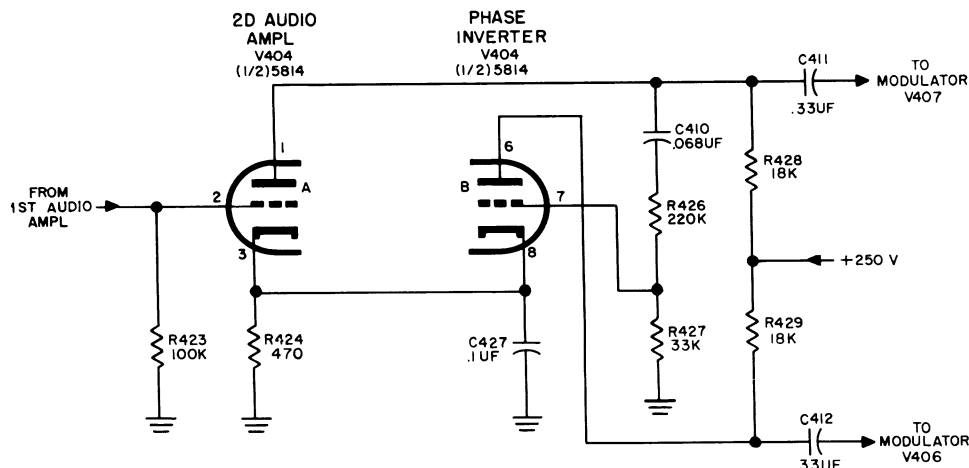 2D AUDIO
AMPL
V404
(1/2)5814
PHASE
INVERTER
V404
(1/2)5814
C411
.33UF
TO
MODULATOR
V407
1
6
C410
.068UF
R428
18K
A
B
FROM
1ST AUDIO
AMPL
2
7
R426
220K
3
8
+250 V
R423
100K
R424
470
C427
.1UF
R427
33K
R429
18K
C412
.33UF
TO
MODULATOR
V406